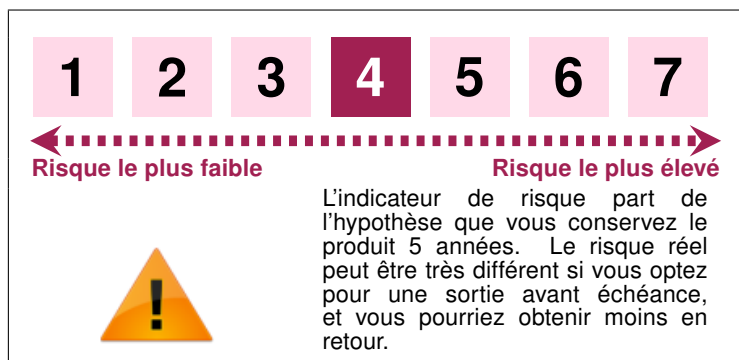 1 2 3 4 5 6 7
Risque le plus faible Risque le plus élevé
L'indicateur de risque part de
l'hypothèse que vous conservez le
produit 5 années. Le risque réel
peut être très différent si vous optez
pour une sortie avant échéance,
et vous pourriez obtenir moins en
retour.
!